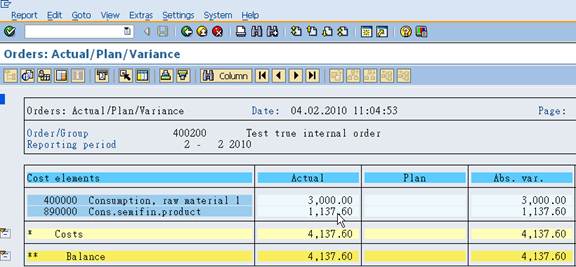 Report Edit Goto View Extras Settings System Help
Orders: Actual/Plan/Variance
Column
Orders: Actual/Plan/Variance Date: 04.02.2010 11:04:53 Page:
Order/Group 400200 Test true internal order
Reporting period 2 - 2 2010
Cost elements Actual Plan Abs. var.
400000 Consumption, raw material 1 3,000.00 3,000.00
890000 Cons.semifin.product 1,137.60 1,137.60
* Costs 4,137.60 4,137.60
** Balance 4,137.60 4,137.60